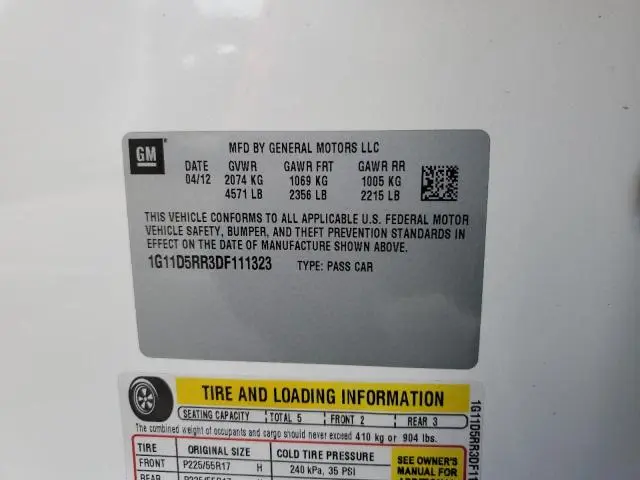 GM
MFD BY GENERAL MOTORS LLC
DATE GVWR GAWR FRT GAWR RR
04/12 2074 KG 1069 KG 1005 KG
4571 LB 2356 LB 2215 LB
THIS VEHICLE CONFORMS TO ALL APPLICABLE U.S. FEDERAL MOTOR
VEHICLE SAFETY, BUMPER, AND THEFT PREVENTION STANDARDS IN
EFFECT ON THE DATE OF MANUFACTURE SHOWN ABOVE.
1G11D5RR3DF111323 TYPE: PASS CAR
TIRE AND LOADING INFORMATION
SEATING CAPACITY TOTAL 5 FRONT 2 REAR 3
The combined weight of occupants and cargo should never exceed 410 kg or 904 lbs.
TIRE ORIGINAL SIZE COLD TIRE PRESSURE
FRONT P225/55R17 H 240 kPa, 35 PSI
REAR P225/55R17 H
SEE OWNER'S
MANUAL FOR
ADDITIONAL
1G11D5RR3DF11